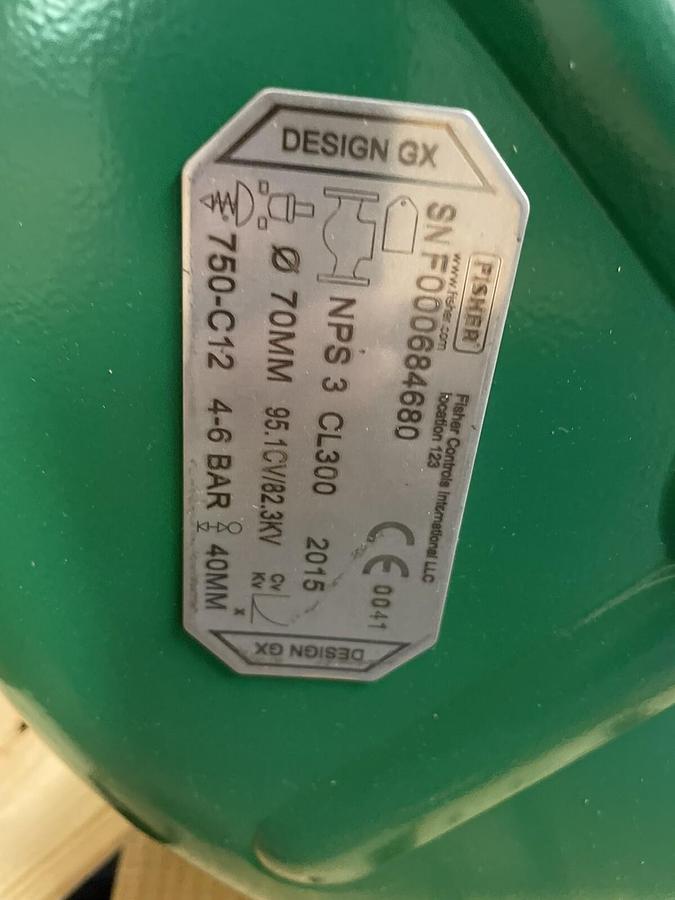 DESIGN GX
FISHER
www.fisher.com
Fisher Controls International LLC
location 123
SN F000684680
CE 0041
NPS 3 CL300 2015
Ø 70MM 95.1CV/82.3KV
Cv
Kv
x
750-C12 4-6 BAR 40MM
DESIGN GX